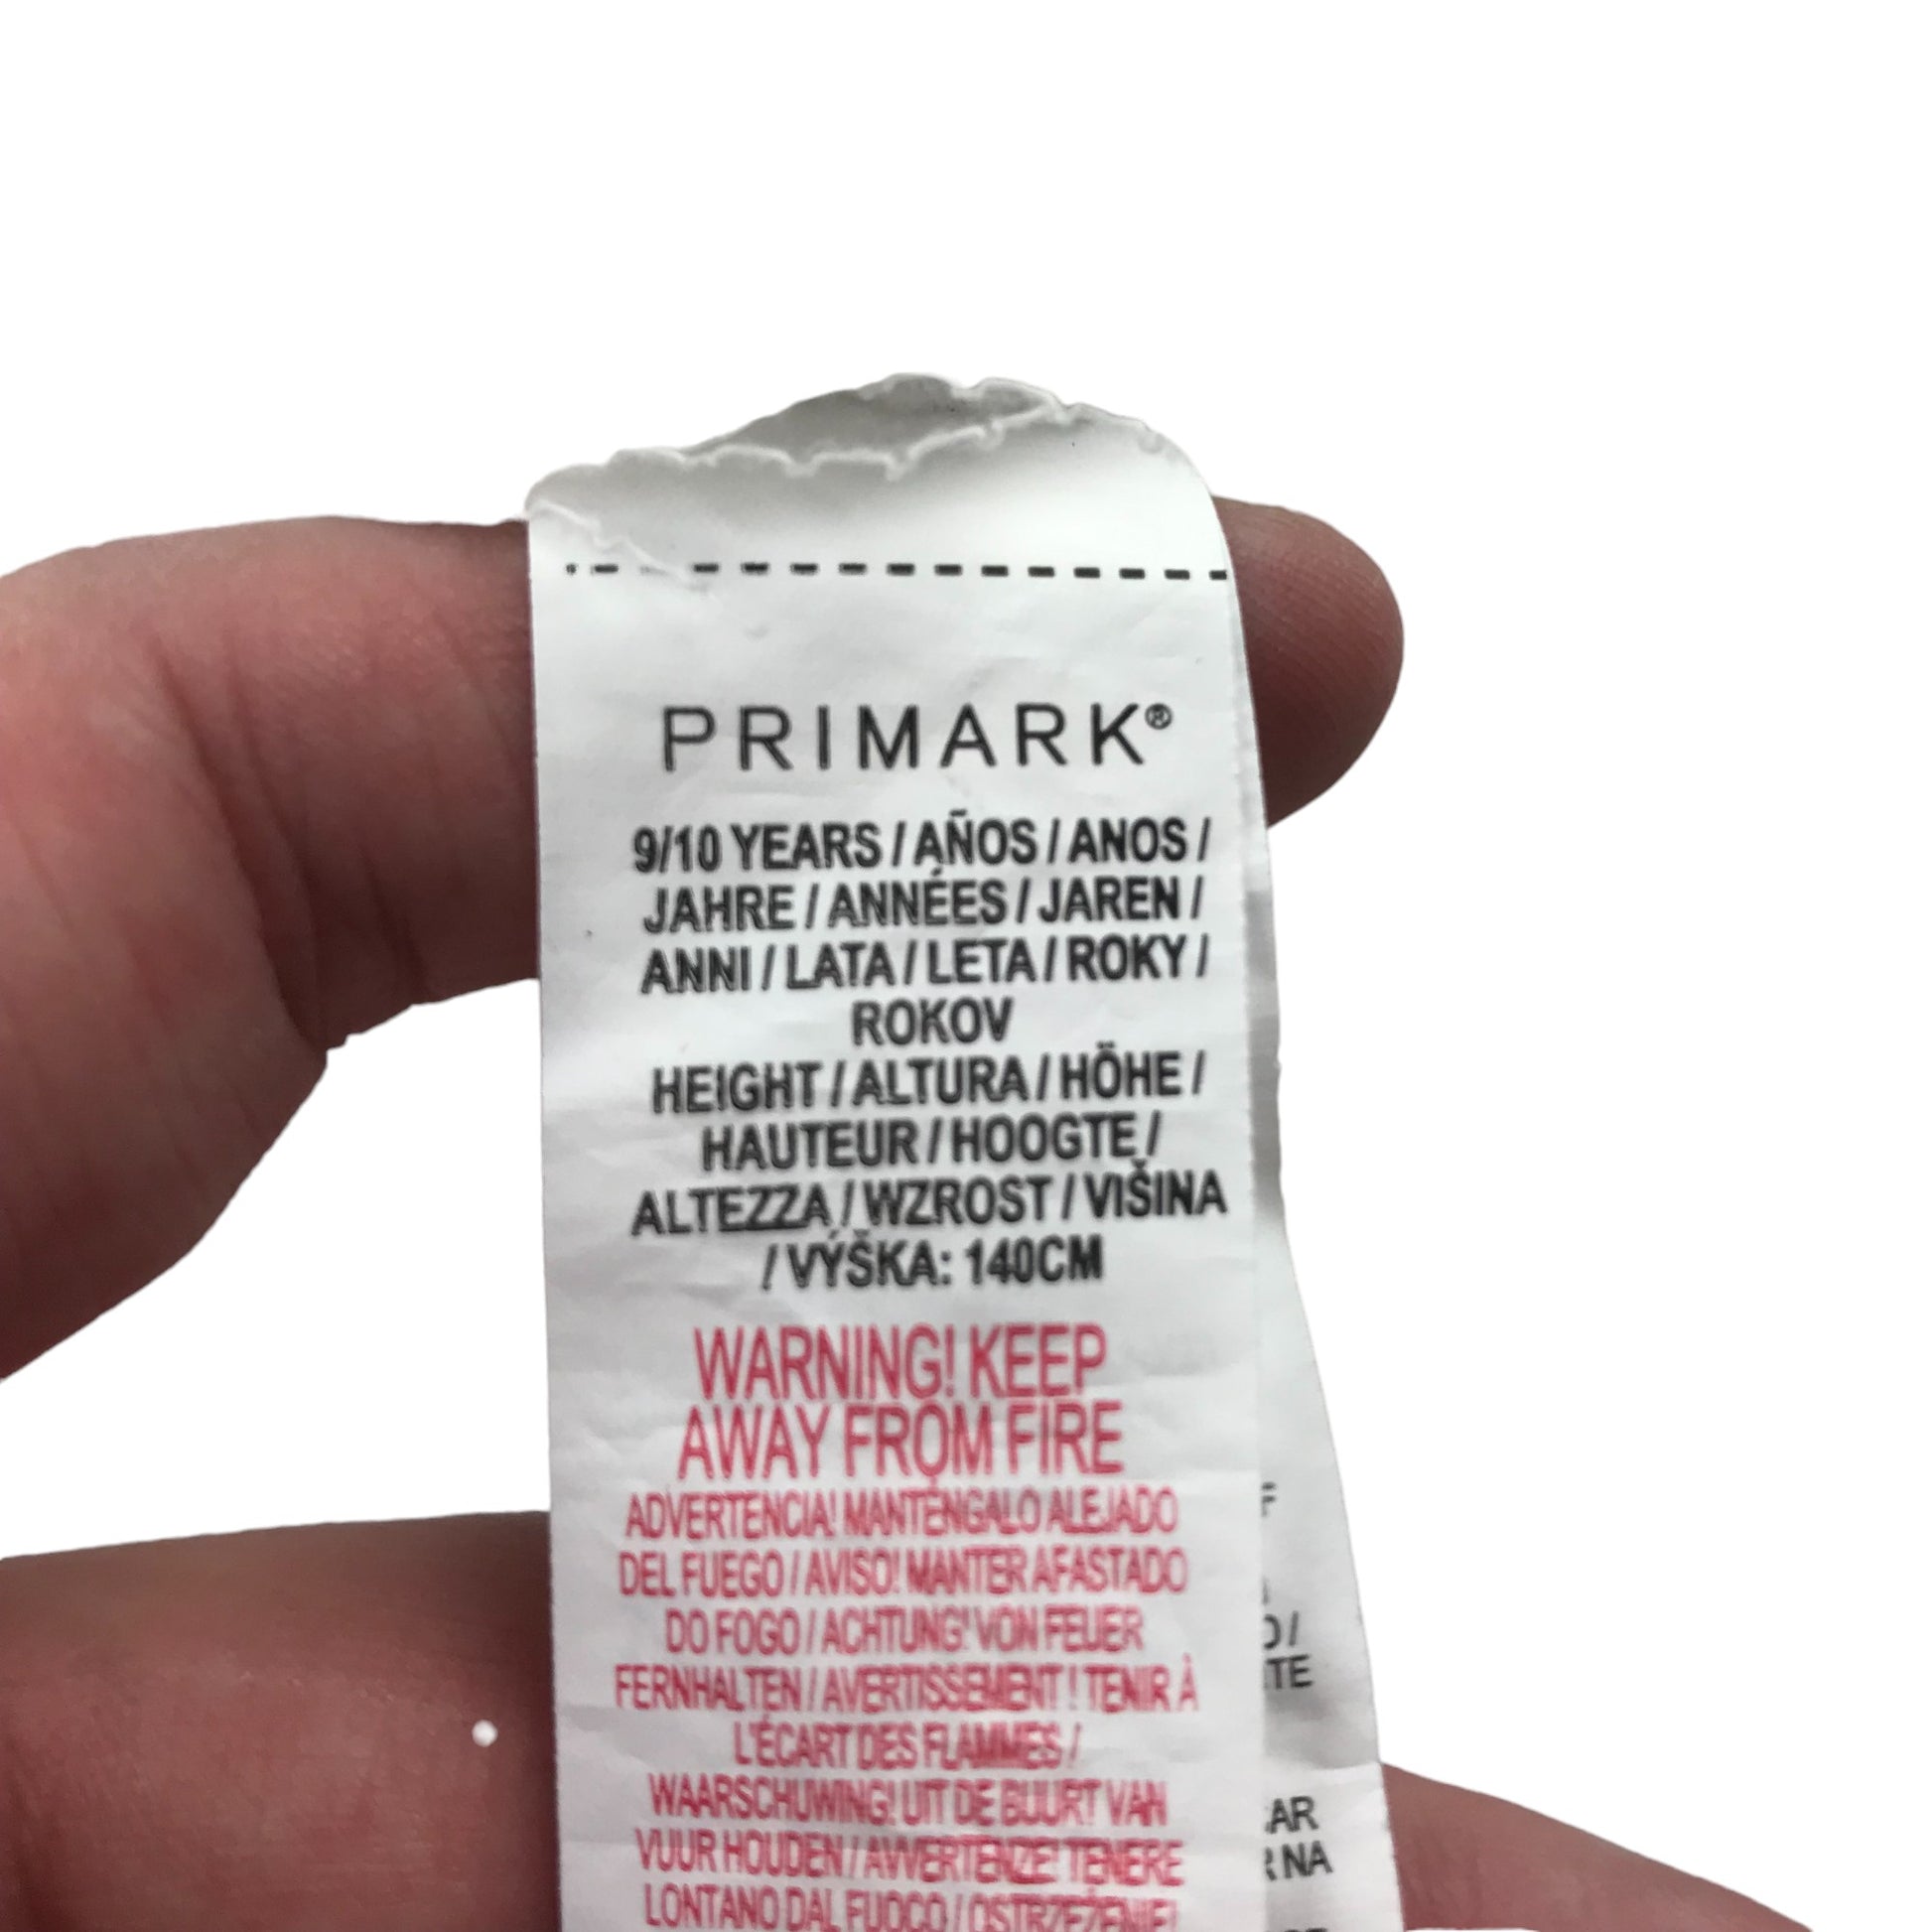 PRIMARK®
9/10 YEARS / AÑOS / ANOS /
JAHRE / ANNÉES / JAREN /
ANNI / LATA / LETA / ROKY /
ROKOV
HEIGHT / ALTURA / HÖHE /
HAUTEUR / HOOGTE /
ALTEZZA / WZROST / VIŠINA
/ VÝŠKA: 140CM
WARNING! KEEP
AWAY FROM FIRE
ADVERTENCIA! MANTÉNGALO ALEJADO
DEL FUEGO / AVISO! MANTER AFASTADO
DO FOGO / ACHTUNG! VON FEUER
FERNHALTEN / AVERTISSEMENT ! TENIR À
L'ÉCART DES FLAMMES /
WAARSCHUWING! UIT DE BUURT VAN
VUUR HOUDEN / AVVERTENZE! TENERE
LONTANO DAL FUOCO / OSTRZEŻENIE!